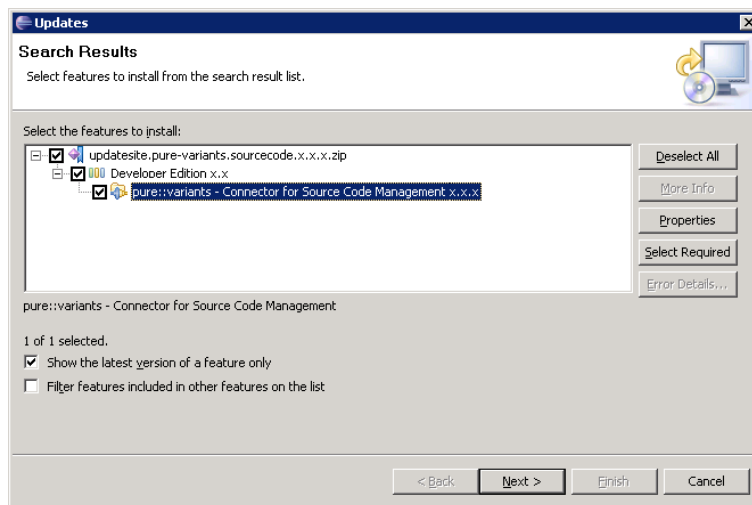 Updates
Search Results
Select features to install from the search result list.
Select the features to install:
updatesite.pure-variants.sourcecode.x.x.x.zip
Developer Edition x.x
pure::variants - Connector for Source Code Management x.x.x
Deselect All
More Info
Properties
Select Required
Error Details...
pure::variants - Connector for Source Code Management
1 of 1 selected.
Show the latest version of a feature only
Filter features included in other features on the list
< Back
Next >
Finish
Cancel